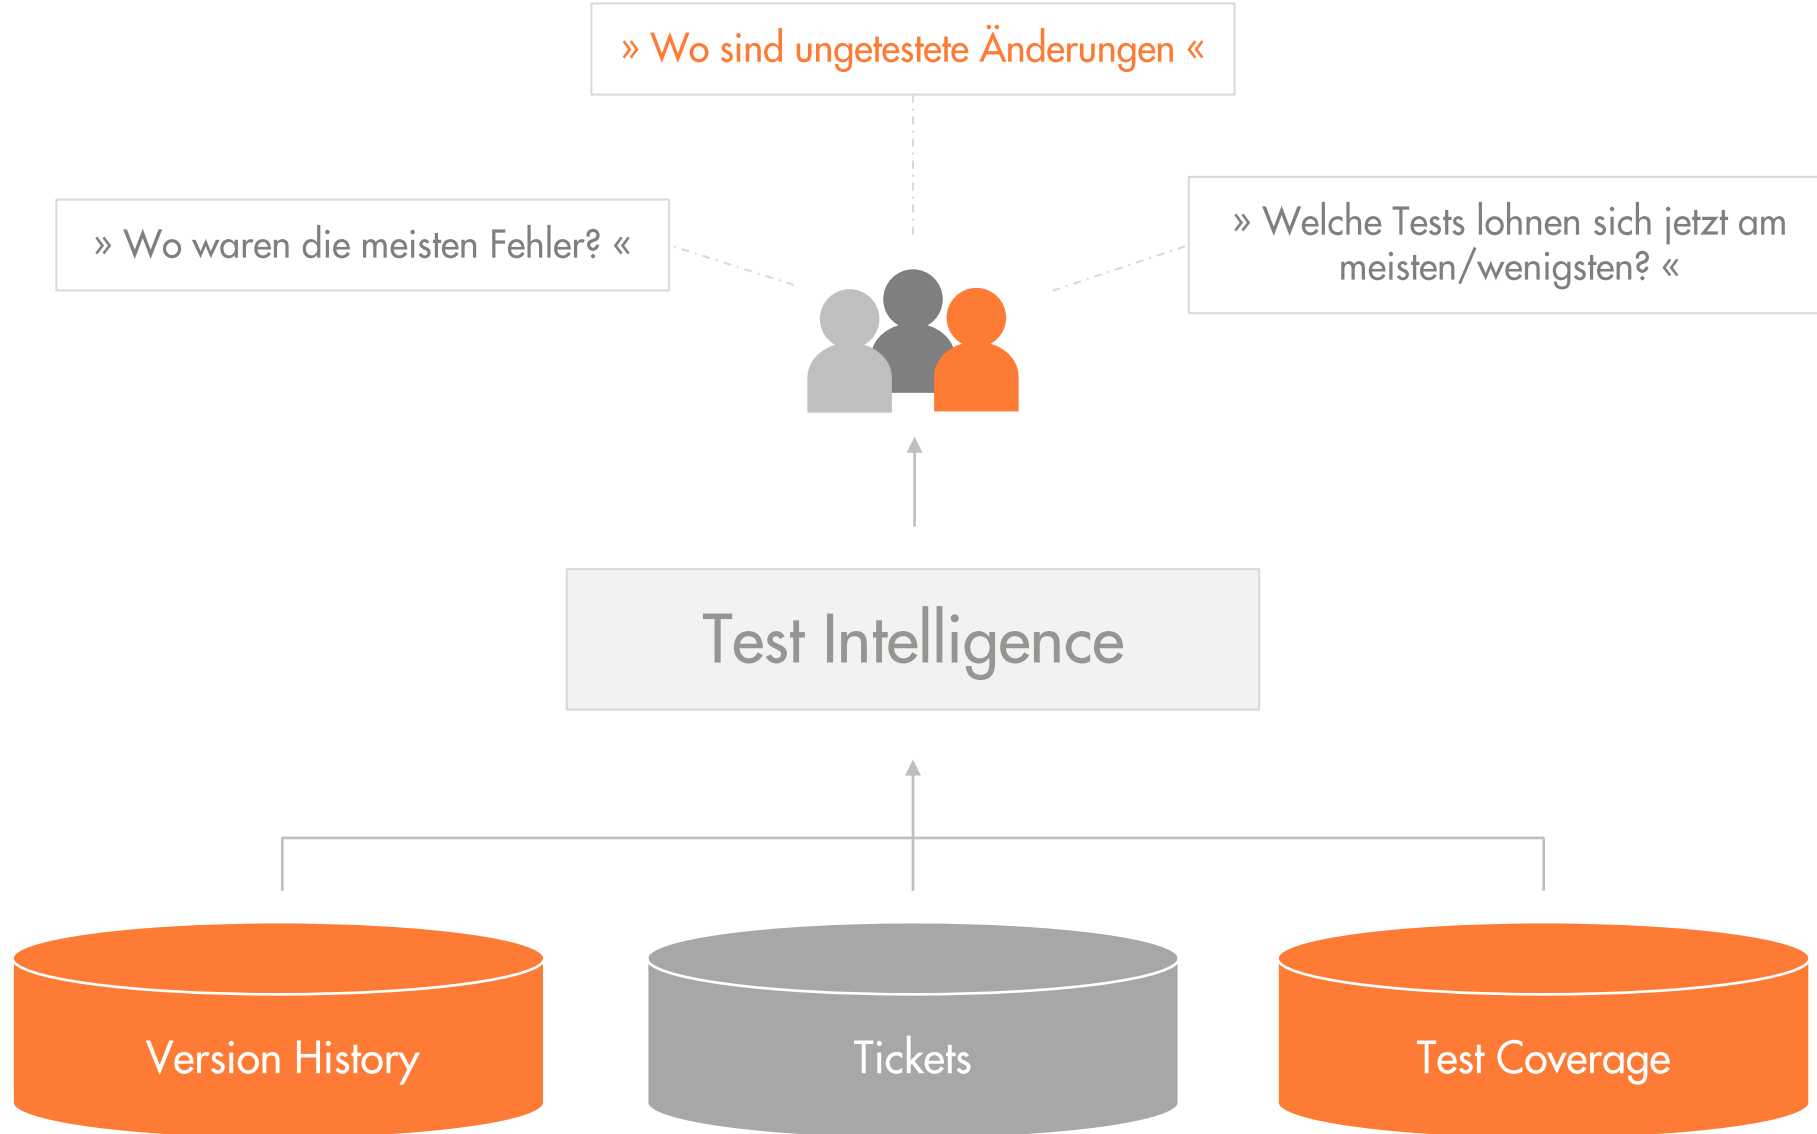 » Wo sind ungetestete Änderungen «
» Wo waren die meisten Fehler? «
» Welche Tests lohnen sich jetzt am
meisten/wenigsten? «
Test Intelligence
Version History
Tickets
Test Coverage